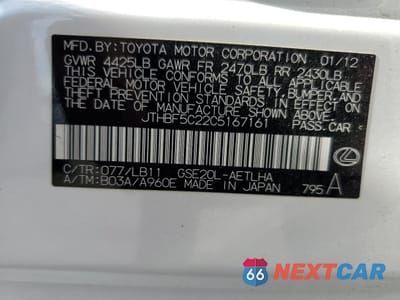 MFD. BY: TOYOTA MOTOR CORPORATION 01/12
GVWR 4425LB GAWR FR 2470LB RR 2430LB
THIS VEHICLE CONFORMS TO ALL APPLICABLE
FEDERAL MOTOR VEHICLE SAFETY, BUMPER, AND
THEFT PREVENTION STANDARDS IN EFFECT ON
THE DATE OF MANUFACTURE SHOWN ABOVE.
JTHBF5C22C5167161 PASS. CAR
C/TR: 077/LB11 GSE20L-AETLHA
A/TM: B03A/A960E MADE IN JAPAN 795 A
66 NEXTCAR